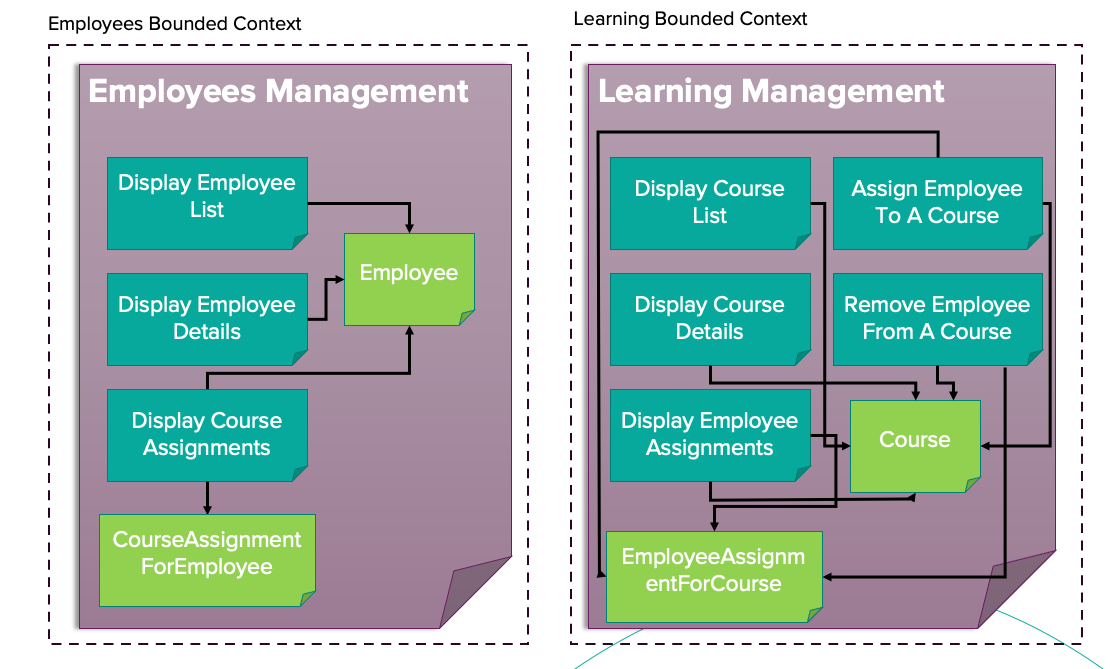 Employees Bounded Context
Employees Management
Display Employee
List
Employee
Display Employee
Details
Display Course
Assignments
CourseAssignment
ForEmployee
Learning Bounded Context
Learning Management
Display Course
List
Assign Employee
To A Course
Display Course
Details
Remove Employee
From A Course
Display Employee
Assignments
Course
EmployeeAssignm
entForCourse